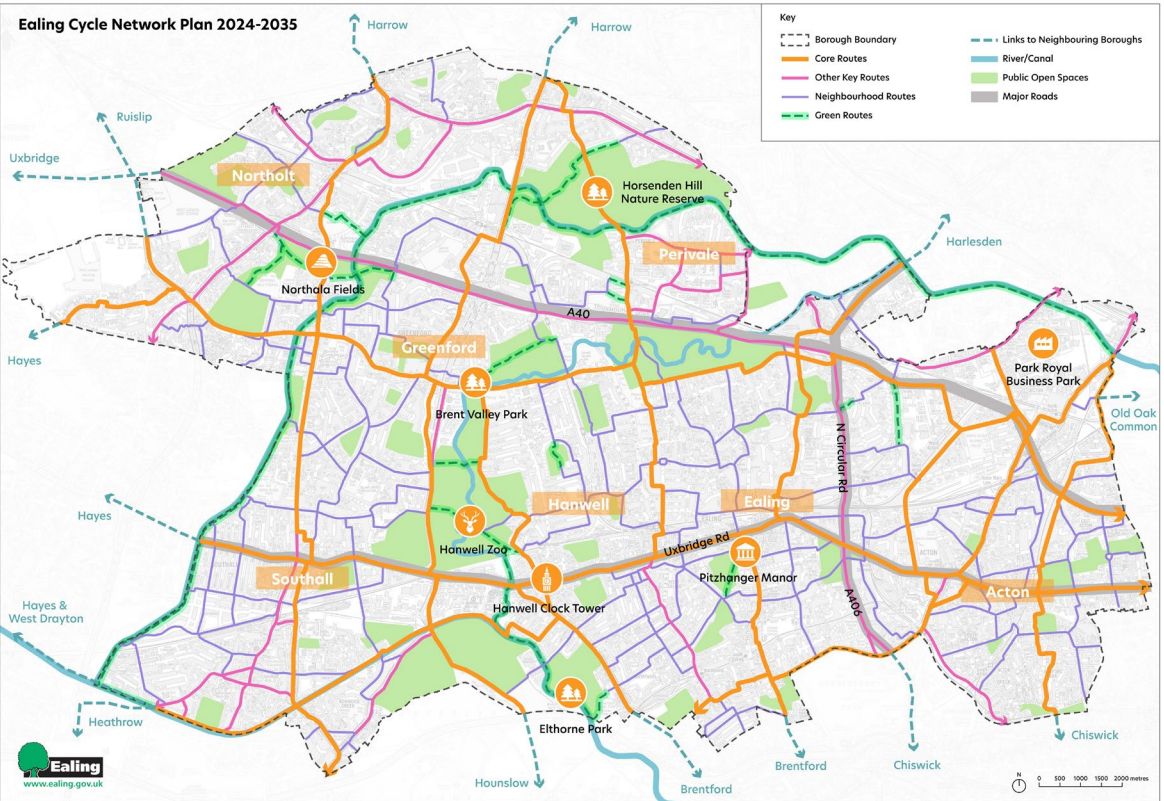 Ealing Cycle Network Plan 2024-2035
Key
Borough Boundary
Core Routes
Other Key Routes
Neighbourhood Routes
Green Routes
Links to Neighbouring Boroughs
River/Canal
Public Open Spaces
Major Roads
Harrow
Harrow
Ruislip
Uxbridge
Northolt
Horsenden Hill
Nature Reserve
Harlesden
Perivale
Northala Fields
A40
Hayes
Greenford
Park Royal
Business Park
Brent Valley Park
Old Oak
Common
N Circular Rd
Hanwell
Ealing
Hayes
Hanwell Zoo
Uxbridge Rd
EALING
ACTON
Pitzhanger Manor
Southall
SOUTHALL
Hanwell Clock Tower
A406
Acton
Hayes &
West Drayton
Heathrow
Elthorne Park
Chiswick
Brentford
Chiswick
Hounslow
Brentford
Ealing
www.ealing.gov.uk
N
0 500 1000 1500 2000 metres